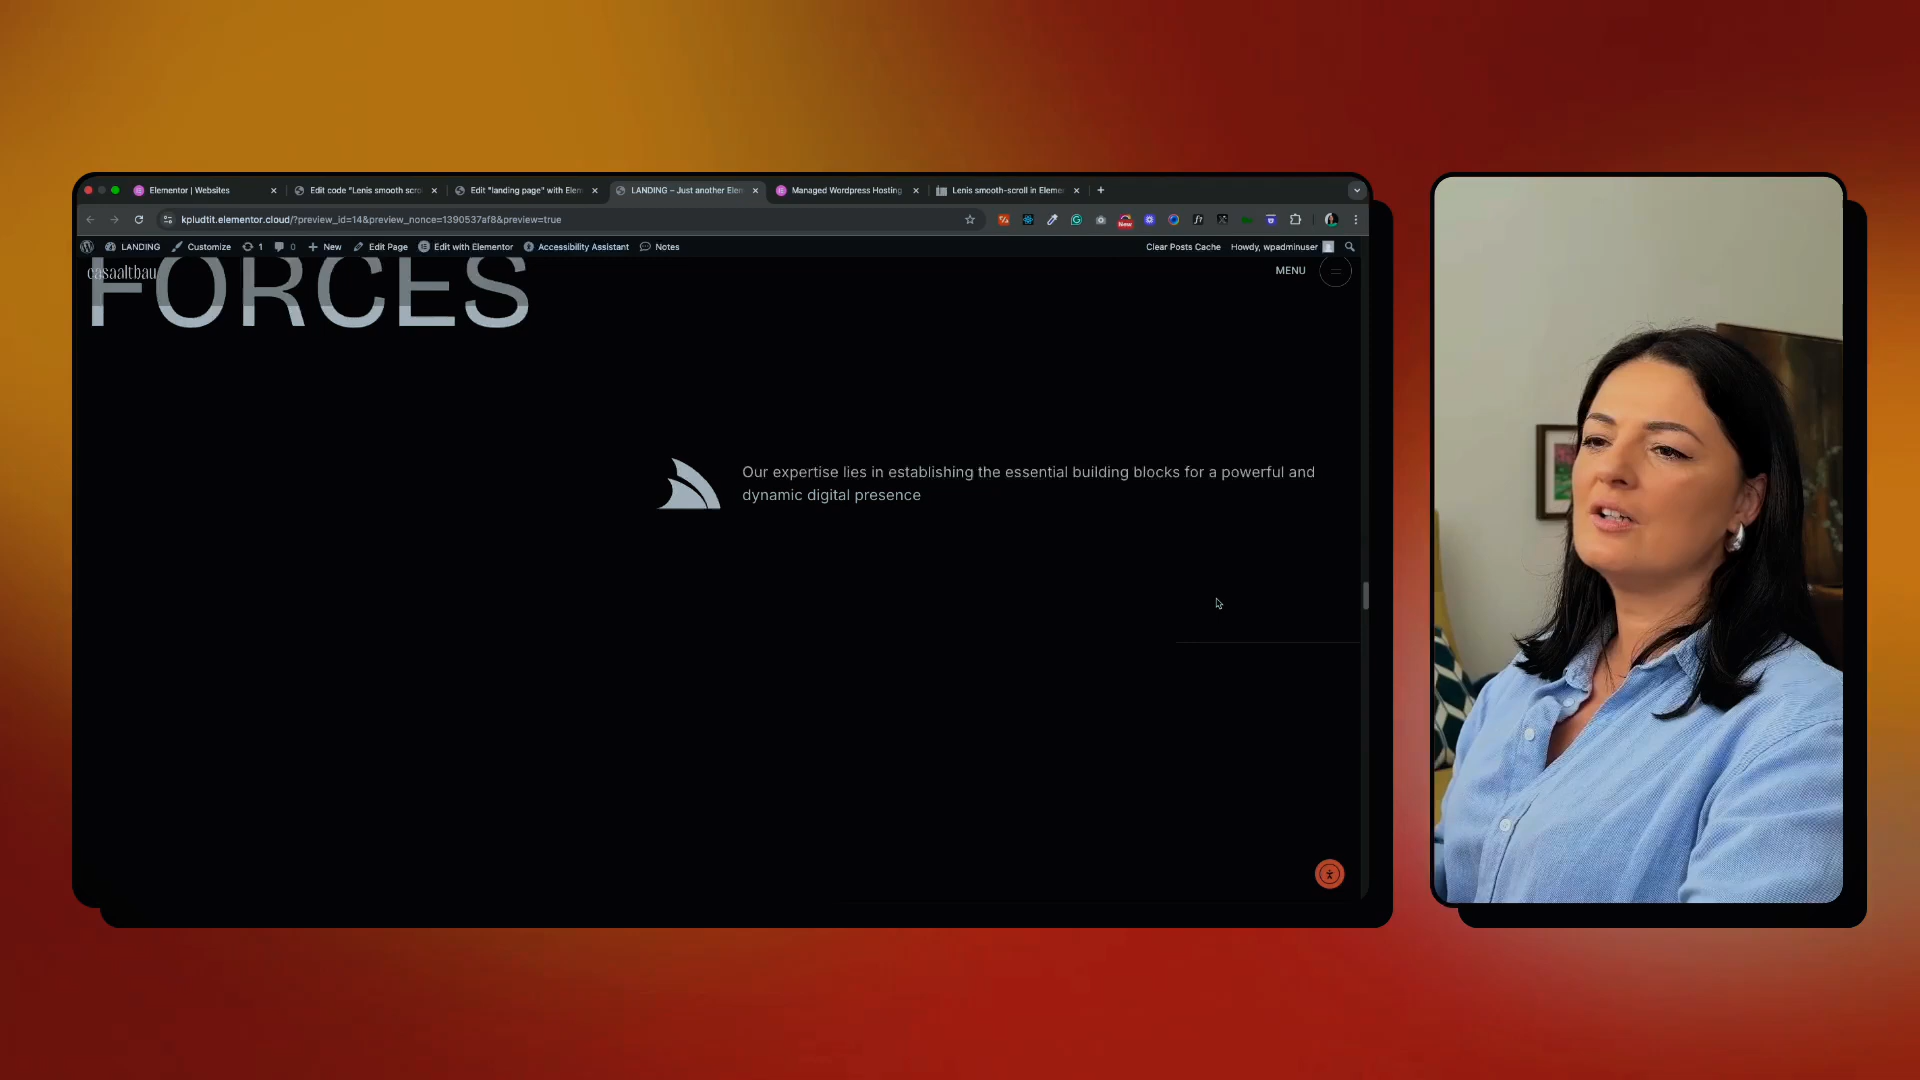 Elementor | Websites
Edit code "Lenis smooth scro
Edit "landing page" with Elem
LANDING – Just another Elem
Managed Wordpress Hosting
Lenis smooth-scroll in Eleme
kpludtit.elementor.cloud/?preview_id=14&preview_nonce=1390537af8&preview=true
New
f?
LANDING
Customize
1
0
New
Edit Page
Edit with Elementor
Accessibility Assistant
Notes
Clear Posts Cache
Howdy, wpadminuser
casaaltbau
MENU
FORCES
Our expertise lies in establishing the essential building blocks for a powerful and
dynamic digital presence